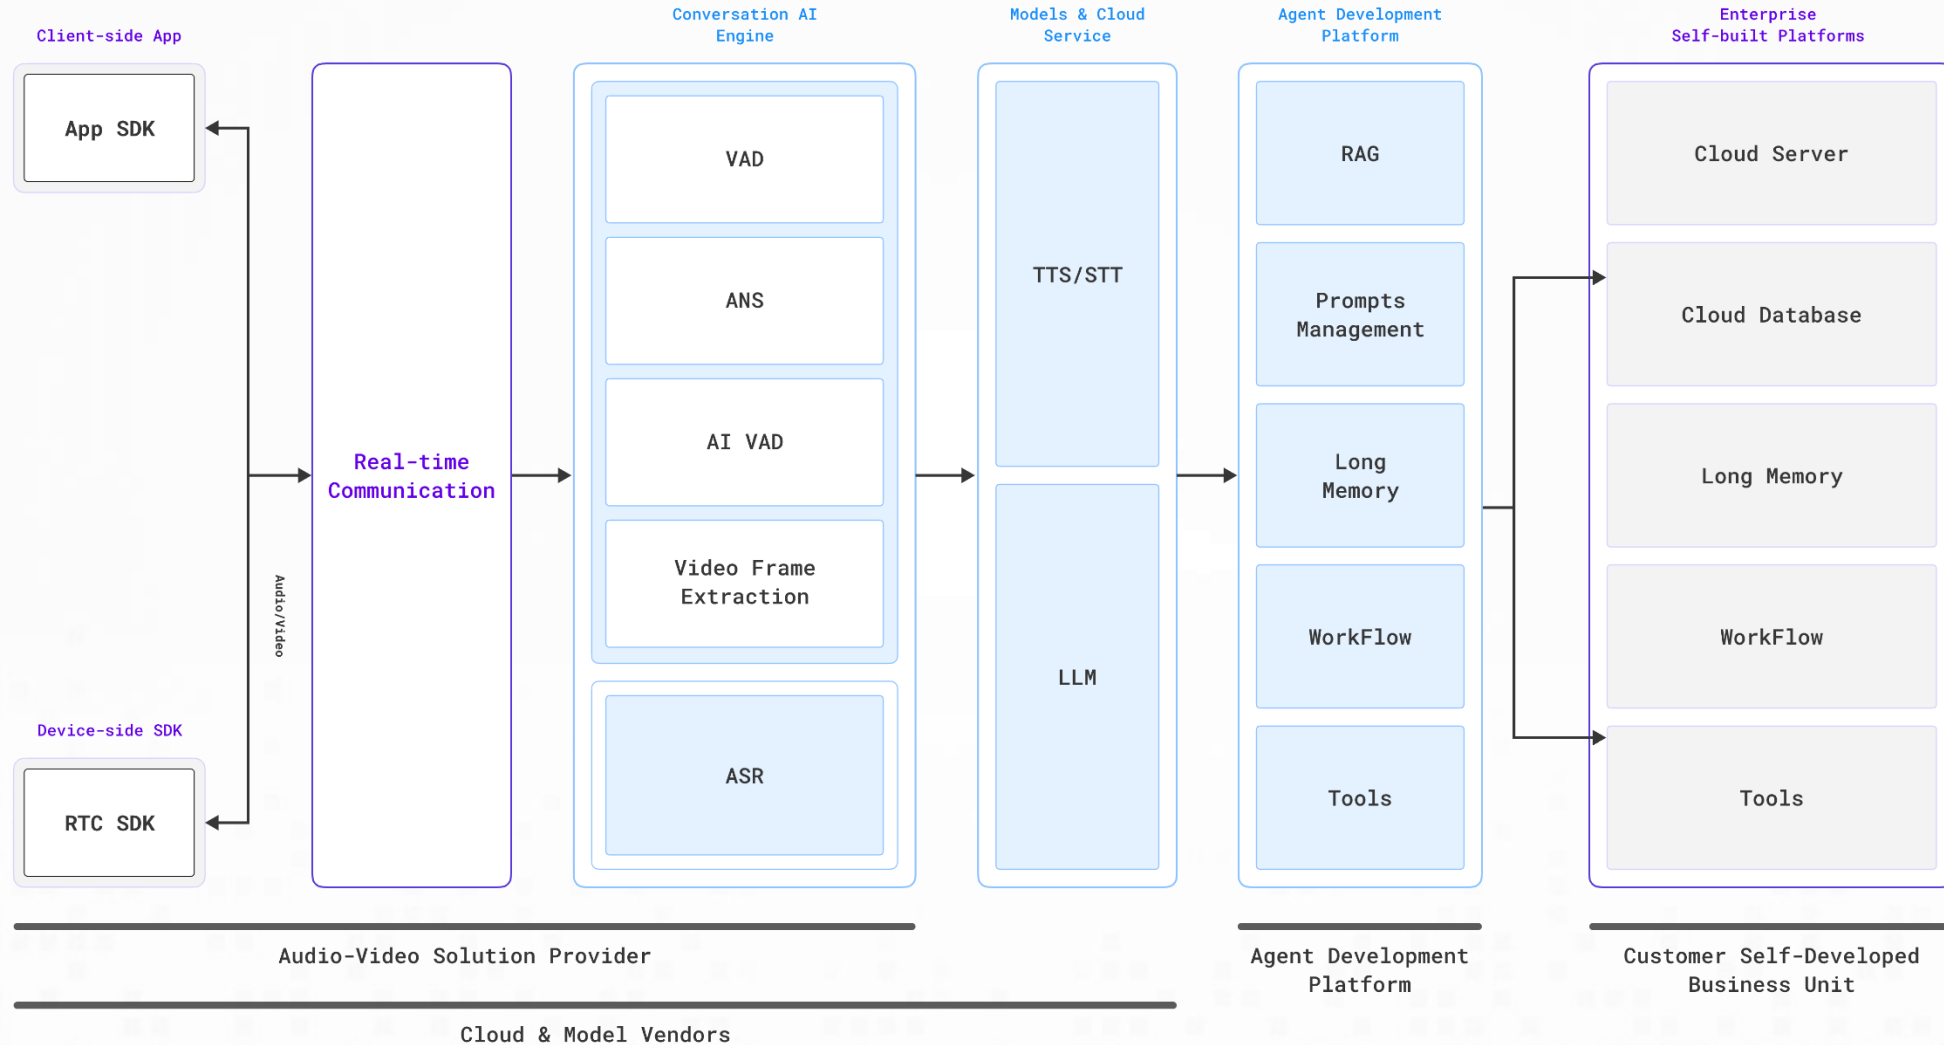 Client-side App
App SDK
Audio/Video
Device-side SDK
RTC SDK
Real-time
Communication
Conversation AI
Engine
VAD
ANS
AI VAD
Video Frame
Extraction
ASR
Models & Cloud
Service
TTS/STT
LLM
Agent Development
Platform
RAG
Prompts
Management
Long
Memory
WorkFlow
Tools
Enterprise
Self-built Platforms
Cloud Server
Cloud Database
Long Memory
WorkFlow
Tools
Audio-Video Solution Provider
Agent Development
Platform
Customer Self-Developed
Business Unit
Cloud & Model Vendors